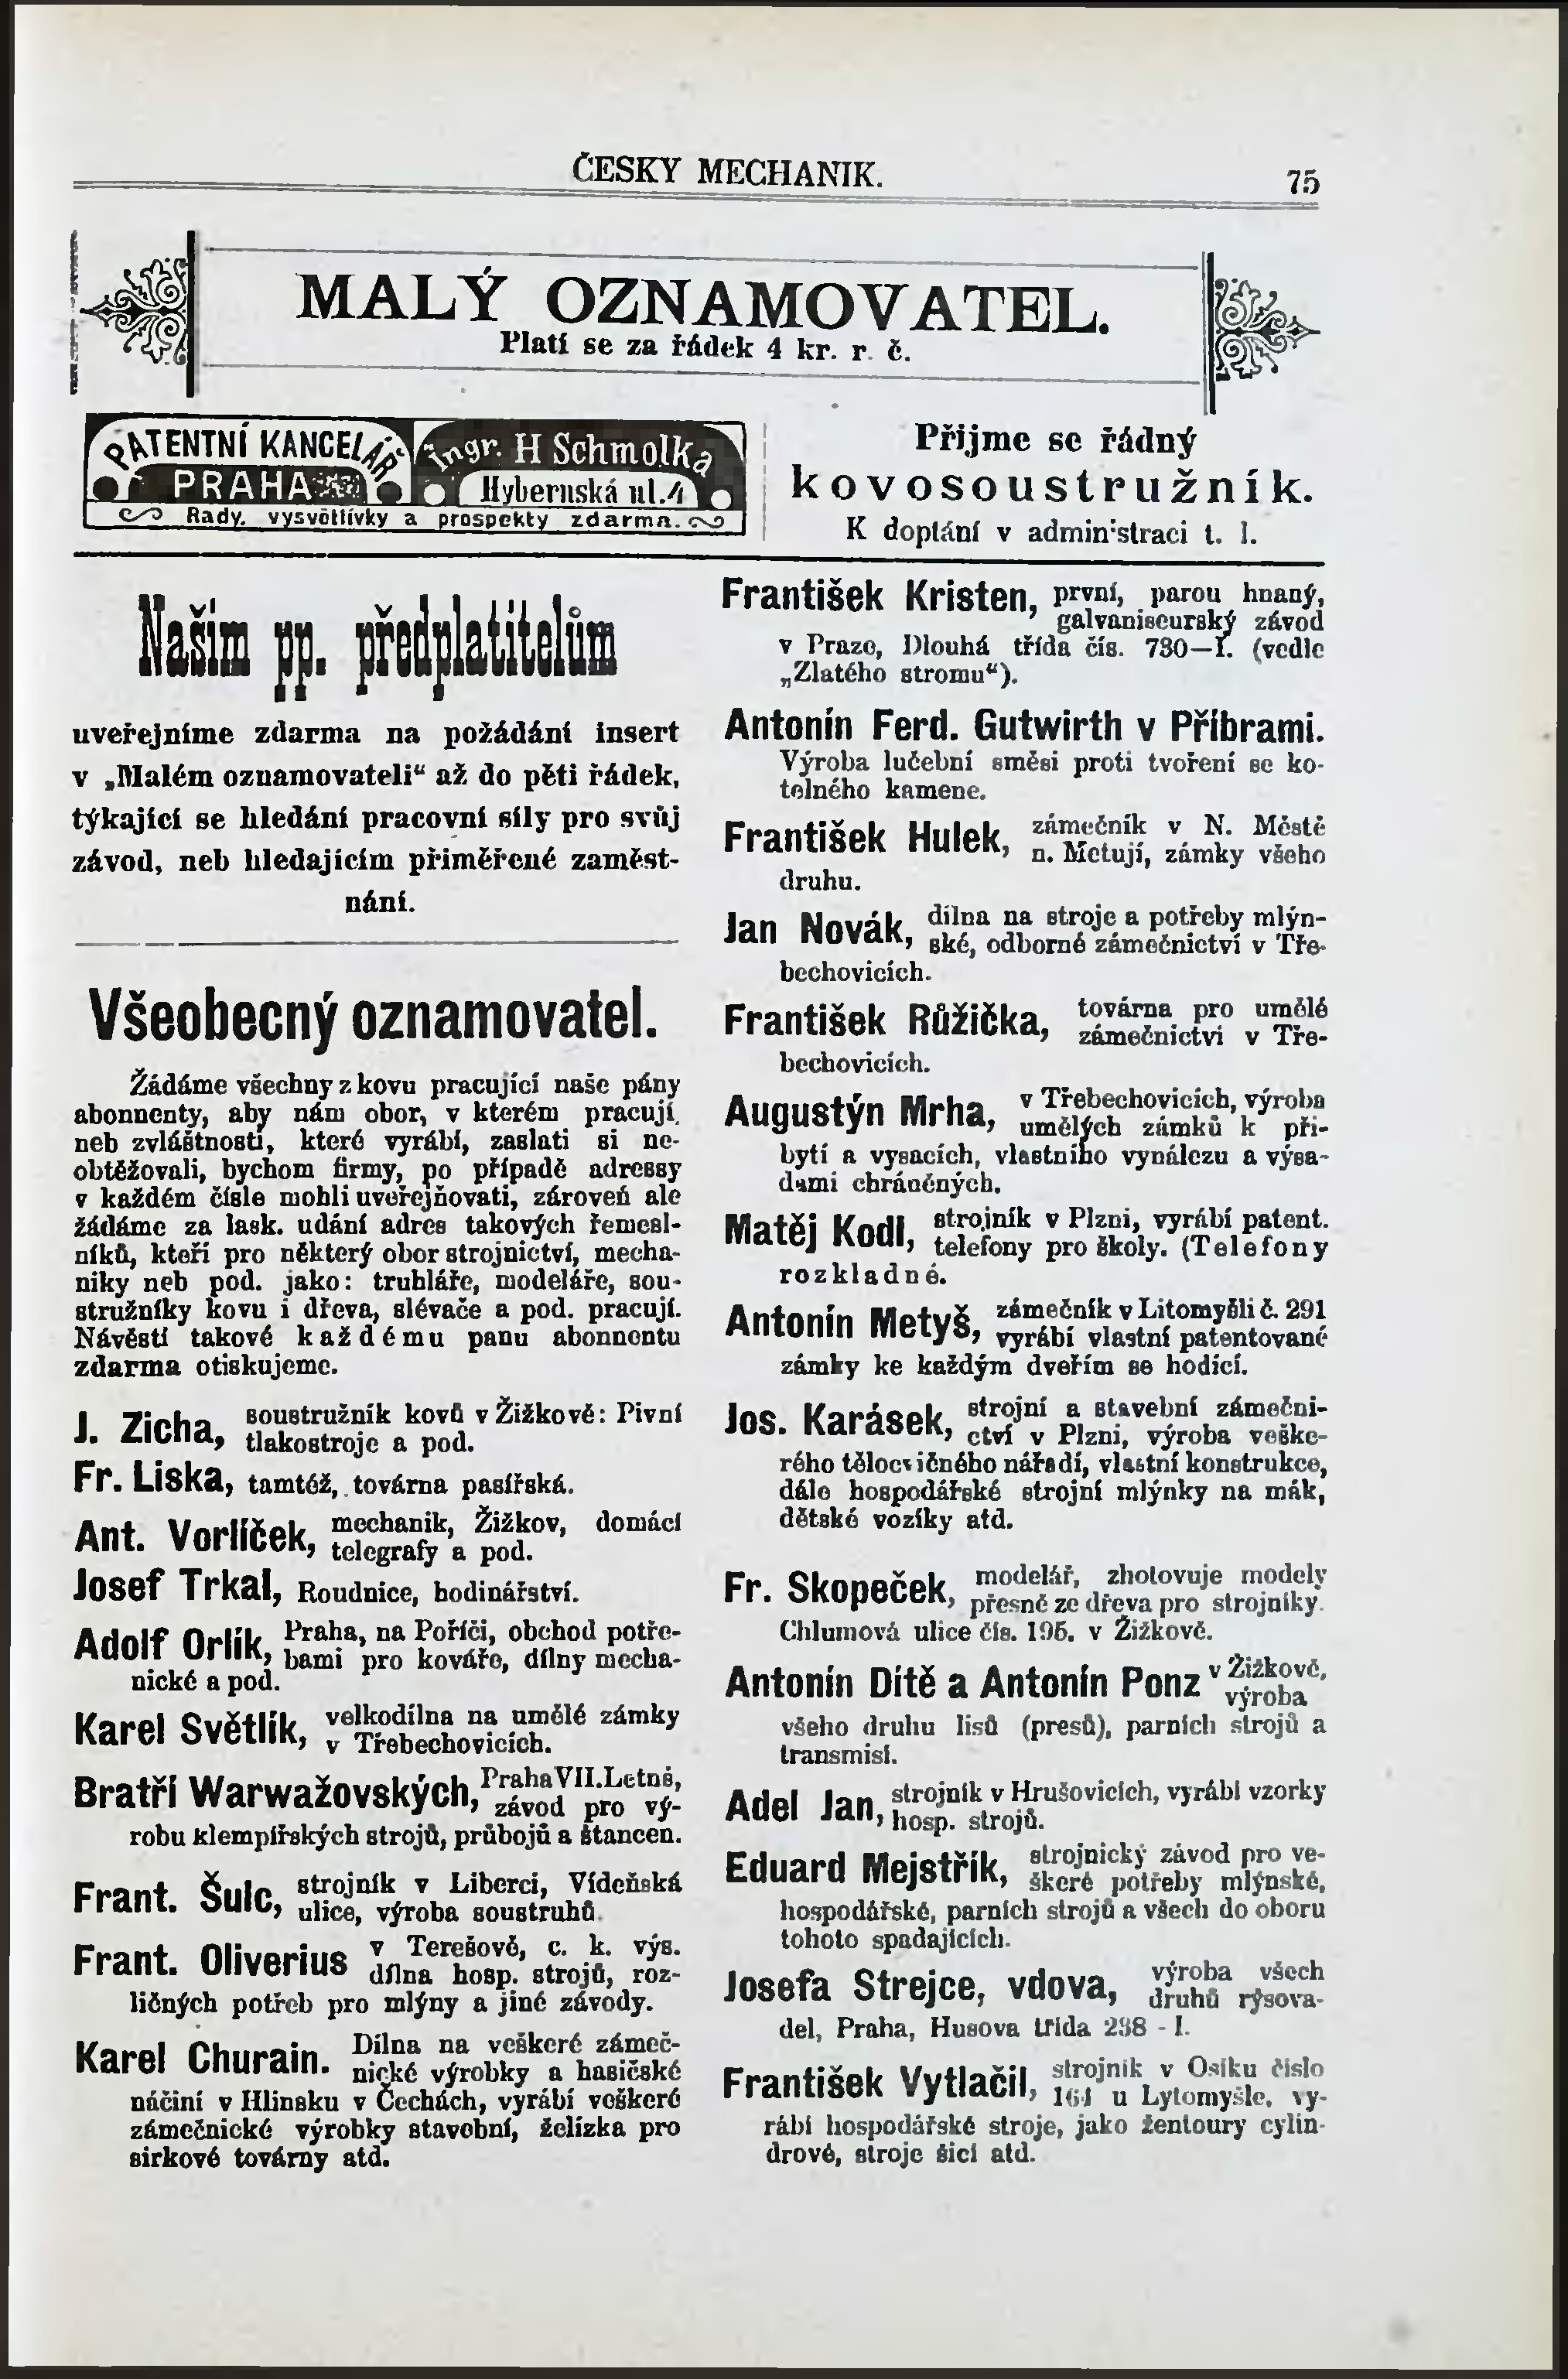 ČESKY MECHANIK.
75
MALÝ OZNAMOVATEL.
Platí se za řádek 4 kr. r. č.
PATENTNÍ KANCELÁŘ
PRAHA
Ingr. H Schmolka
Hybernská ul. 4
Rady, vysvětlivky a prospekty zdarma.
Přijme se řádný
kovosoustružník.
K doptání v administraci t. l.
Našim pp. předplatitelům
uveřejníme zdarma na požádání insert
v „Malém oznamovateli“ až do pěti řádek,
týkající se hledání pracovní síly pro svůj
závod, neb hledajícím přiměřené zaměst-
nání.
Všeobecný oznamovatel.
Žádáme všechny z kovu pracující naše pány
abonnenty, aby nám obor, v kterém pracují,
neb zvláštnosti, které vyrábí, zaslati si ne-
obtěžovali, bychom firmy, po případě adressy
v každém čísle mohli uveřejňovati, zároveň ale
žádáme za lask. udání adres takových řemesl-
níků, kteří pro některý obor strojnictví, mecha-
niky neb pod. jako: truhláře, modeláře, sou-
stružníky kovu i dřeva, slévače a pod. pracují.
Návěstí takové každému panu abonnentu
zdarma otiskujeme.
J. Zicha, soustružník kovů v Žižkově: Pivní
tlakostroje a pod.
Fr. Liska, tamtéž, továrna pasířská.
Ant. Vorlíček, mechanik, Žižkov, domácí
telegrafy a pod.
Josef Trkal, Roudnice, hodinářství.
Adolf Orlík, Praha, na Poříčí, obchod potře-
bami pro kováře, dílny mecha-
nické a pod.
Karel Světlík, velkodílna na umělé zámky
v Třebechovicích.
Bratří Warwažovských, Praha VII. Letně,
závod pro vý-
robu klempířských strojů, průbojů a štancen.
Frant. Šulc, strojník v Liberci, Vídeňská
ulice, výroba soustruhů.
Frant. Oliverius v Terešově, c. k. výs.
dílna hosp. strojů, roz-
ličných potřeb pro mlýny a jiné závody.
Karel Churain. Dílna na veškeré zámeč-
nické výrobky a hasičské
náčiní v Hlinsku v Čechách, vyrábí veškeré
zámečnické výrobky stavební, želízka pro
sirkové továrny atd.
František Kristen, první, parou hnaný,
galvaniseurský závod
v Praze, Dlouhá třída čís. 730—I. (vedle
„Zlatého stromu“).
Antonín Ferd. Gutwirth v Příbrami.
Výroba lučební směsi proti tvoření se ko-
telného kamene.
František Hulek, zámečník v N. Městě
n. Metují, zámky všeho
druhu.
Jan Novák, dílna na stroje a potřeby mlýn-
ské, odborné zámečnictví v Tře-
bechovicích.
František Růžička, továrna pro umělé
zámečnictvi v Tře-
bechovicích.
Augustýn Mrha, v Třebechovicích, výroba
umělých zámků k při-
bytí a vysacích, vlastního vynálezu a výsa-
dami chráněných.
Matěj Kodl, strojník v Plzni, vyrábí patent.
telefony pro školy. (Telefony
rozkladné.
Antonín Metyš, zámečník v Litomyšli č. 291
vyrábí vlastní patentované
zámky ke každým dveřím se hodící.
Jos. Karásek, strojní a stavební zámečni-
ctví v Plzni, výroba veške-
rého tělocvičného nářadí, vlastní konstrukce,
dále hospodářské strojní mlýnky na mák,
dětské vozíky atd.
Fr. Skopeček, modelář, zhotovuje modely
přesně ze dřeva pro strojníky.
Chlumová ulice čís. 195. v Žižkově.
Antonín Dítě a Antonín Ponz v Žižkově,
výroba
všeho druhu lisů (presů), parních strojů a
transmisí.
Adel Jan, strojník v Hrušovicích, vyrábí vzorky
hosp. strojů.
Eduard Mejstřík, strojnický závod pro ve-
škeré potřeby mlýnské,
hospodářské, parních strojů a všech do oboru
tohoto spadajících.
Josefa Strejce, vdova, výroba všech
druhů rýsova-
del, Praha, Husova třída 238 - I.
František Vytlačil, strojník v Osíku číslo
164 u Lytomyšle, vy-
rábí hospodářské stroje, jako žentoury cylin-
drové, stroje šicí atd.